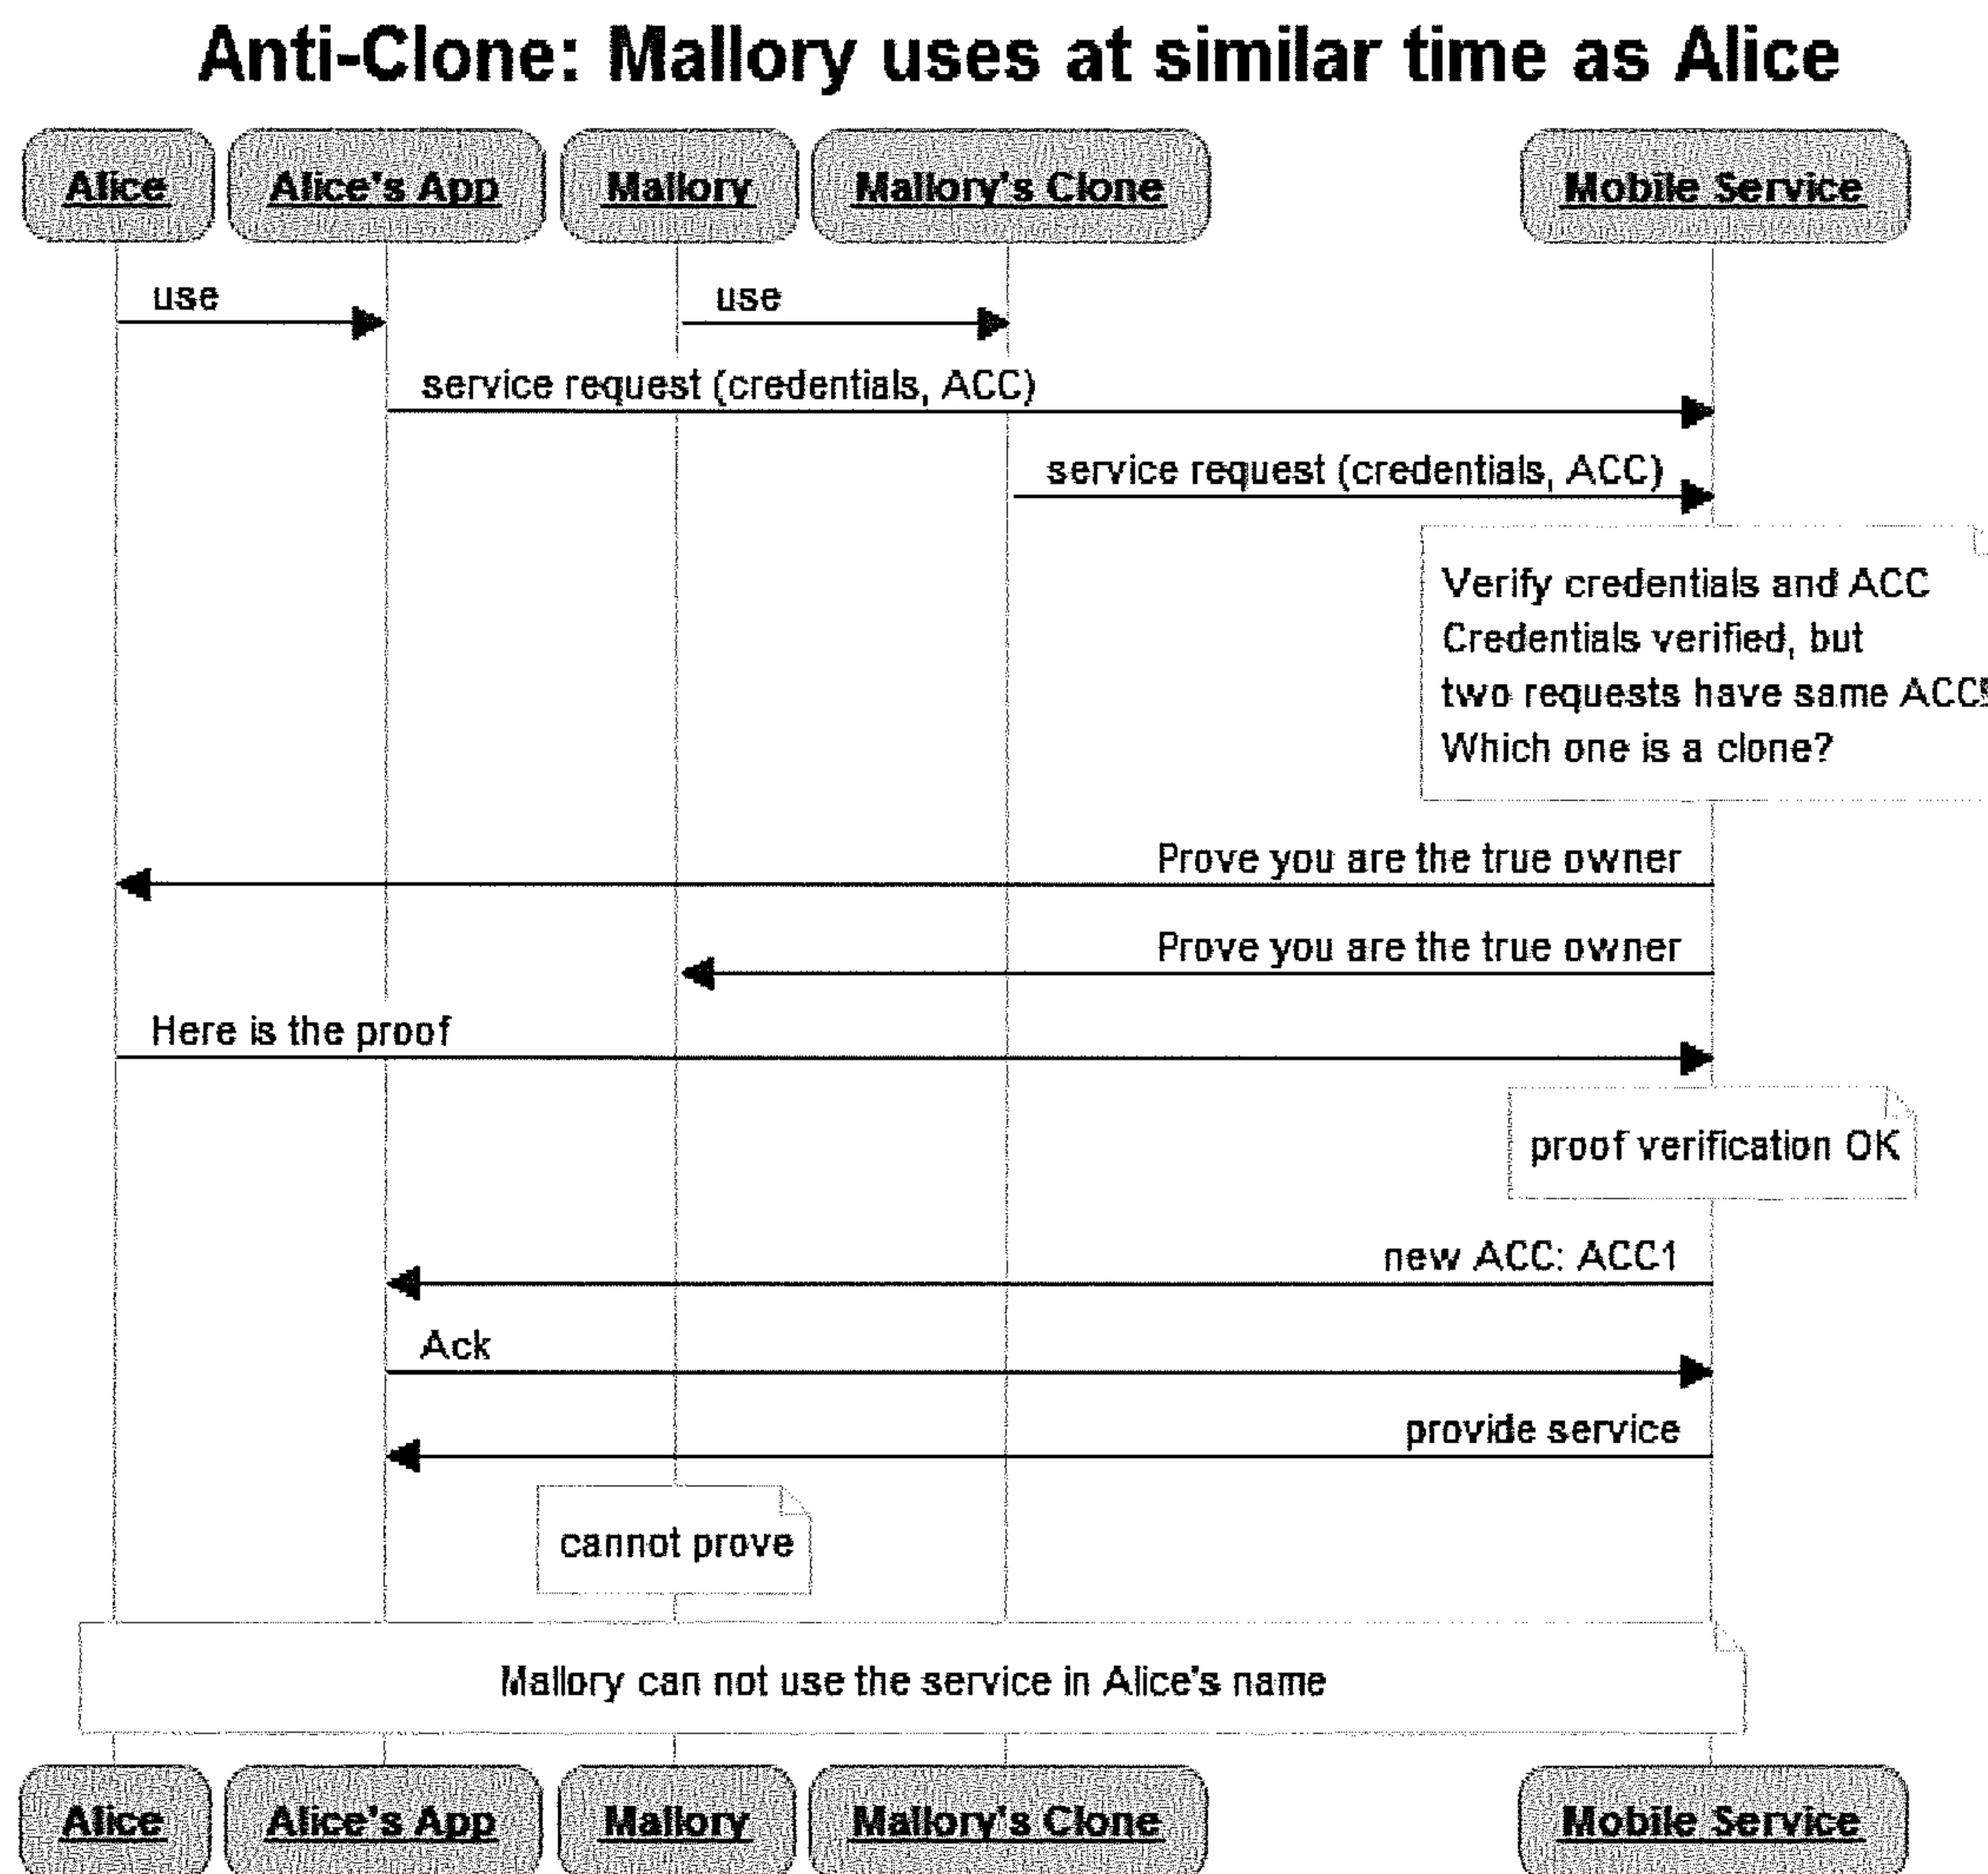 Anti-Clone: Mallory uses at similar time as Alice
Alice
Alice's App
Mallory
Mallory's Clone
Mobile Service
use
use
service request (credentials, ACC)
service request (credentials, ACC)
Verify credentials and ACC
Credentials verified, but
two requests have same ACC
Which one is a clone?
Prove you are the true owner
Prove you are the true owner
Here is the proof
proof verification OK
new ACC: ACC1
Ack
provide service
cannot prove
Mallory can not use the service in Alice's name
Alice
Alice's App
Mallory
Mallory's Clone
Mobile Service